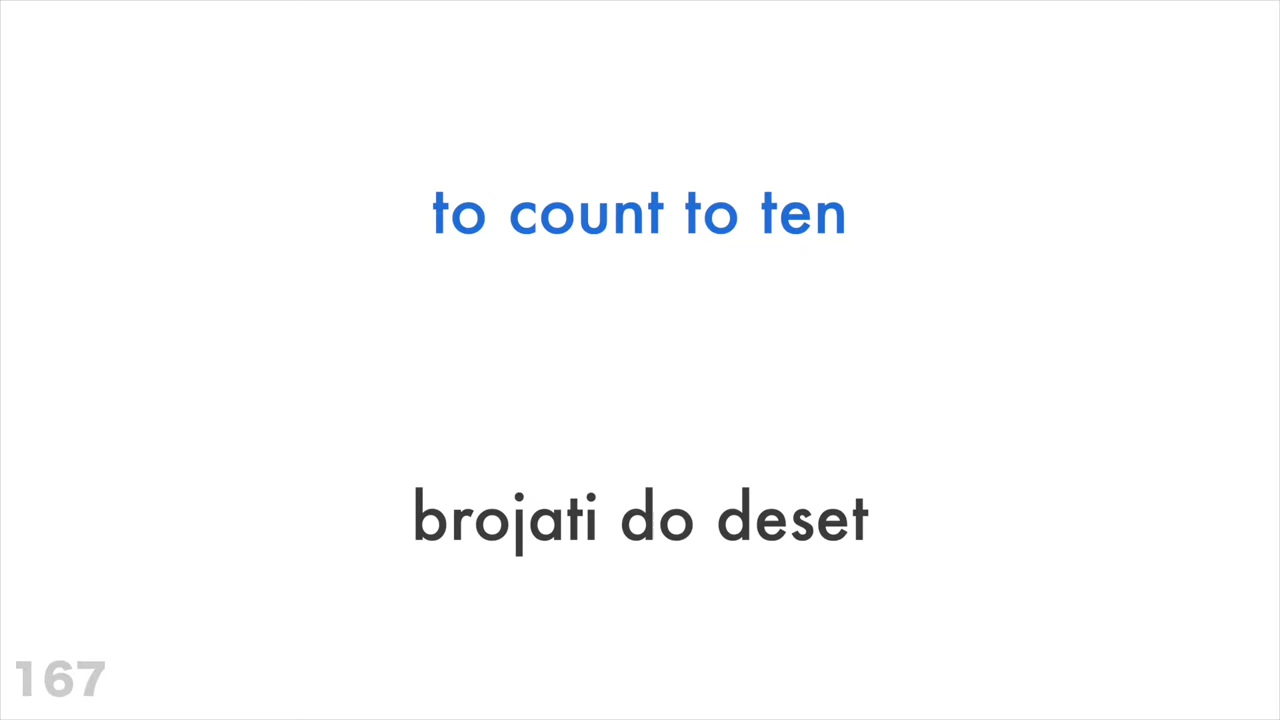 to count to ten
brojati do deset
167